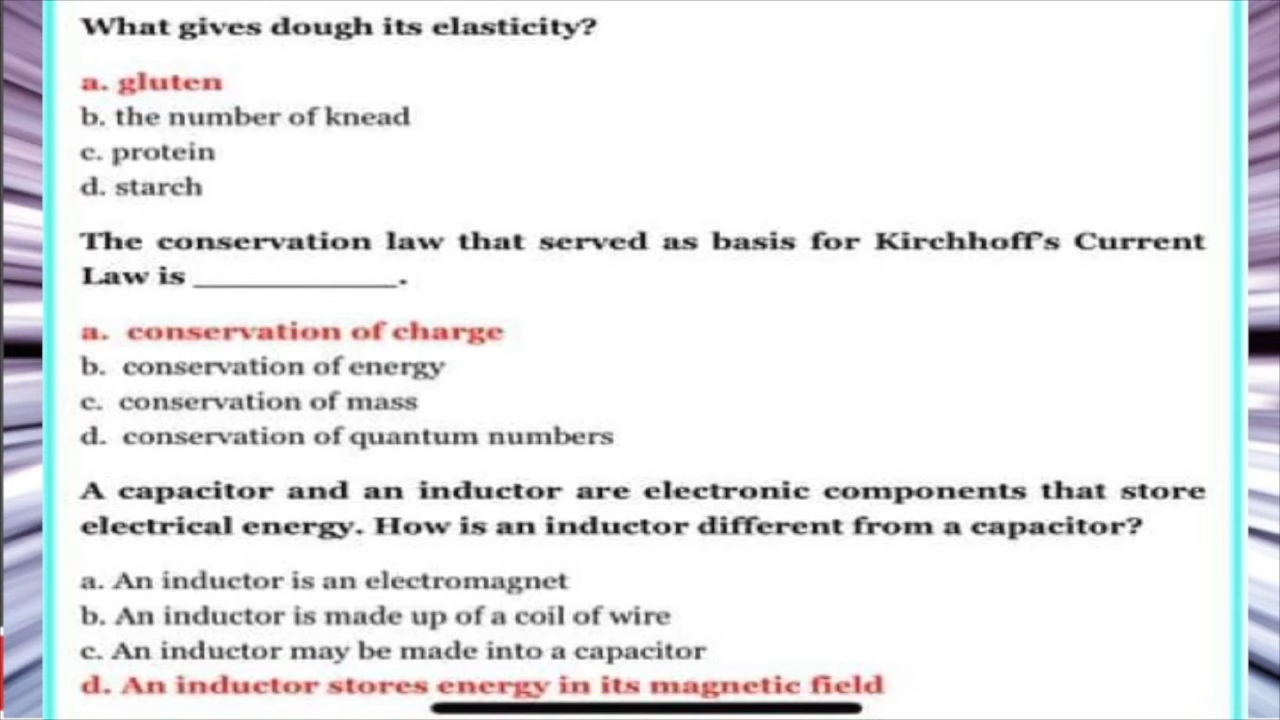 What gives dough its elasticity?
a. gluten
b. the number of knead
c. protein
d. starch
The conservation law that served as basis for Kirchhoff's Current
Law is ____________.
a. conservation of charge
b. conservation of energy
c. conservation of mass
d. conservation of quantum numbers
A capacitor and an inductor are electronic components that store
electrical energy. How is an inductor different from a capacitor?
a. An inductor is an electromagnet
b. An inductor is made up of a coil of wire
c. An inductor may be made into a capacitor
d. An inductor stores energy in its magnetic field